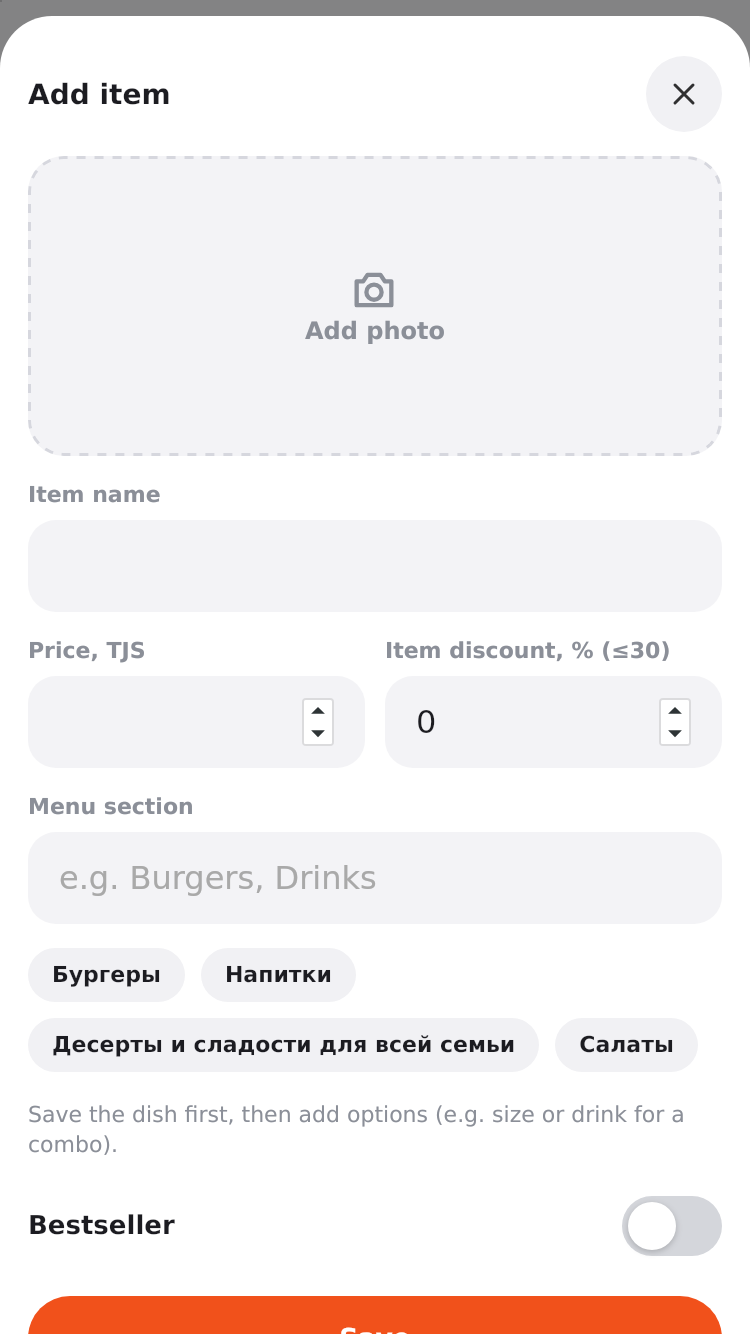 Add item
Add photo
Item name
Price, TJS
Item discount, % (≤30)
0
Menu section
e.g. Burgers, Drinks
Бургеры
Напитки
Десерты и сладости для всей семьи
Салаты
Save the dish first, then add options (e.g. size or drink for a
combo).
Bestseller
Save